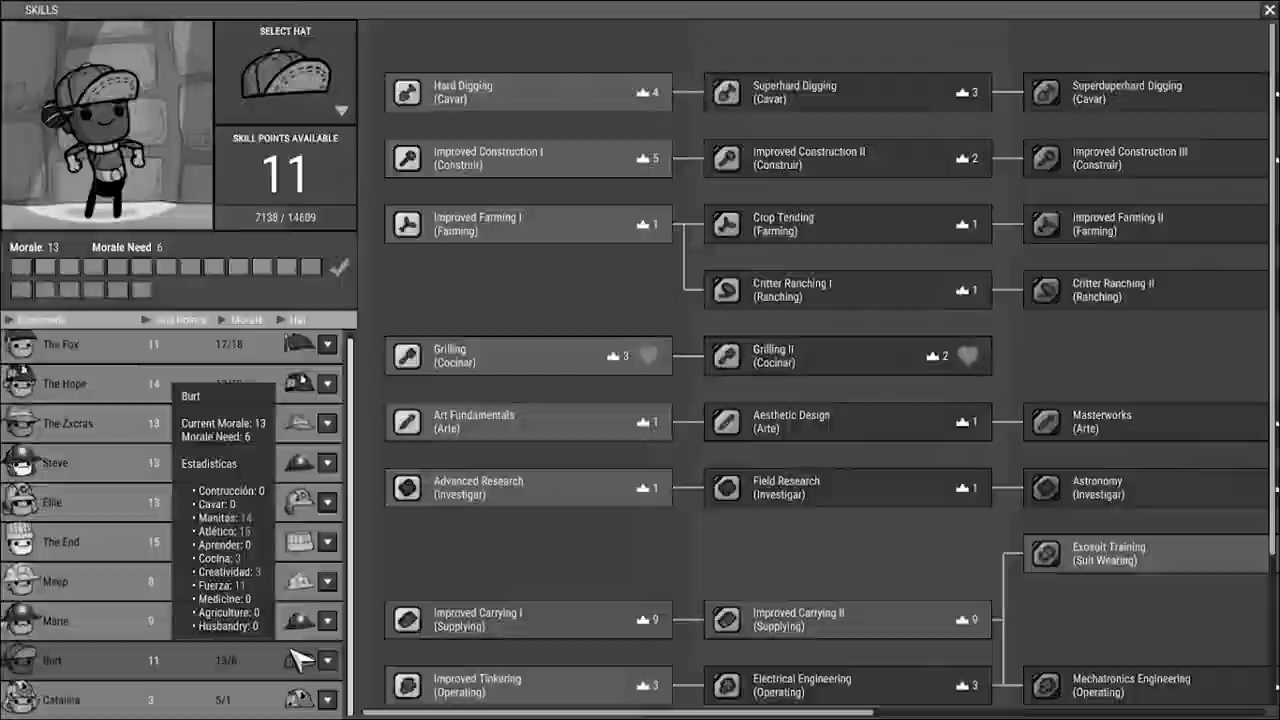 SKILLS
SELECT HAT
SKILL POINTS AVAILABLE
11
7138 / 14609
Morale: 13 Morale Need 6
Morale
Hat
The Fox 11 17/18
The Hope 14
The Zxcras 13
Steve 13
Ellie 13
The End 15
Meep 8
Marie 9
Burt 11 13/6
Catalina 3 5/1
Burt
Current Morale: 13
Morale Need: 6
Estadísticas
• Contrucción: 0
• Cavar: 0
• Manitas: 14
• Atlético: 15
• Aprender: 0
• Cocina: 3
• Creatividad: 3
• Fuerza: 11
• Medicine: 0
• Agriculture: 0
• Husbandry: 0
Hard Digging
(Cavar)
4
Superhard Digging
(Cavar)
3
Superduperhard Digging
(Cavar)
Improved Construction I
(Construir)
5
Improved Construction II
(Construir)
2
Improved Construction III
(Construir)
Improved Farming I
(Farming)
1
Crop Tending
(Farming)
1
Improved Farming II
(Farming)
Critter Ranching I
(Ranching)
1
Critter Ranching II
(Ranching)
Grilling
(Cocinar)
3
Grilling II
(Cocinar)
2
Art Fundamentals
(Arte)
1
Aesthetic Design
(Arte)
1
Masterworks
(Arte)
Advanced Research
(Investigar)
1
Field Research
(Investigar)
1
Astronomy
(Investigar)
Exosuit Training
(Suit Wearing)
Improved Carrying I
(Supplying)
9
Improved Carrying II
(Supplying)
9
Improved Tinkering
(Operating)
3
Electrical Engineering
(Operating)
3
Mechatronics Engineering
(Operating)